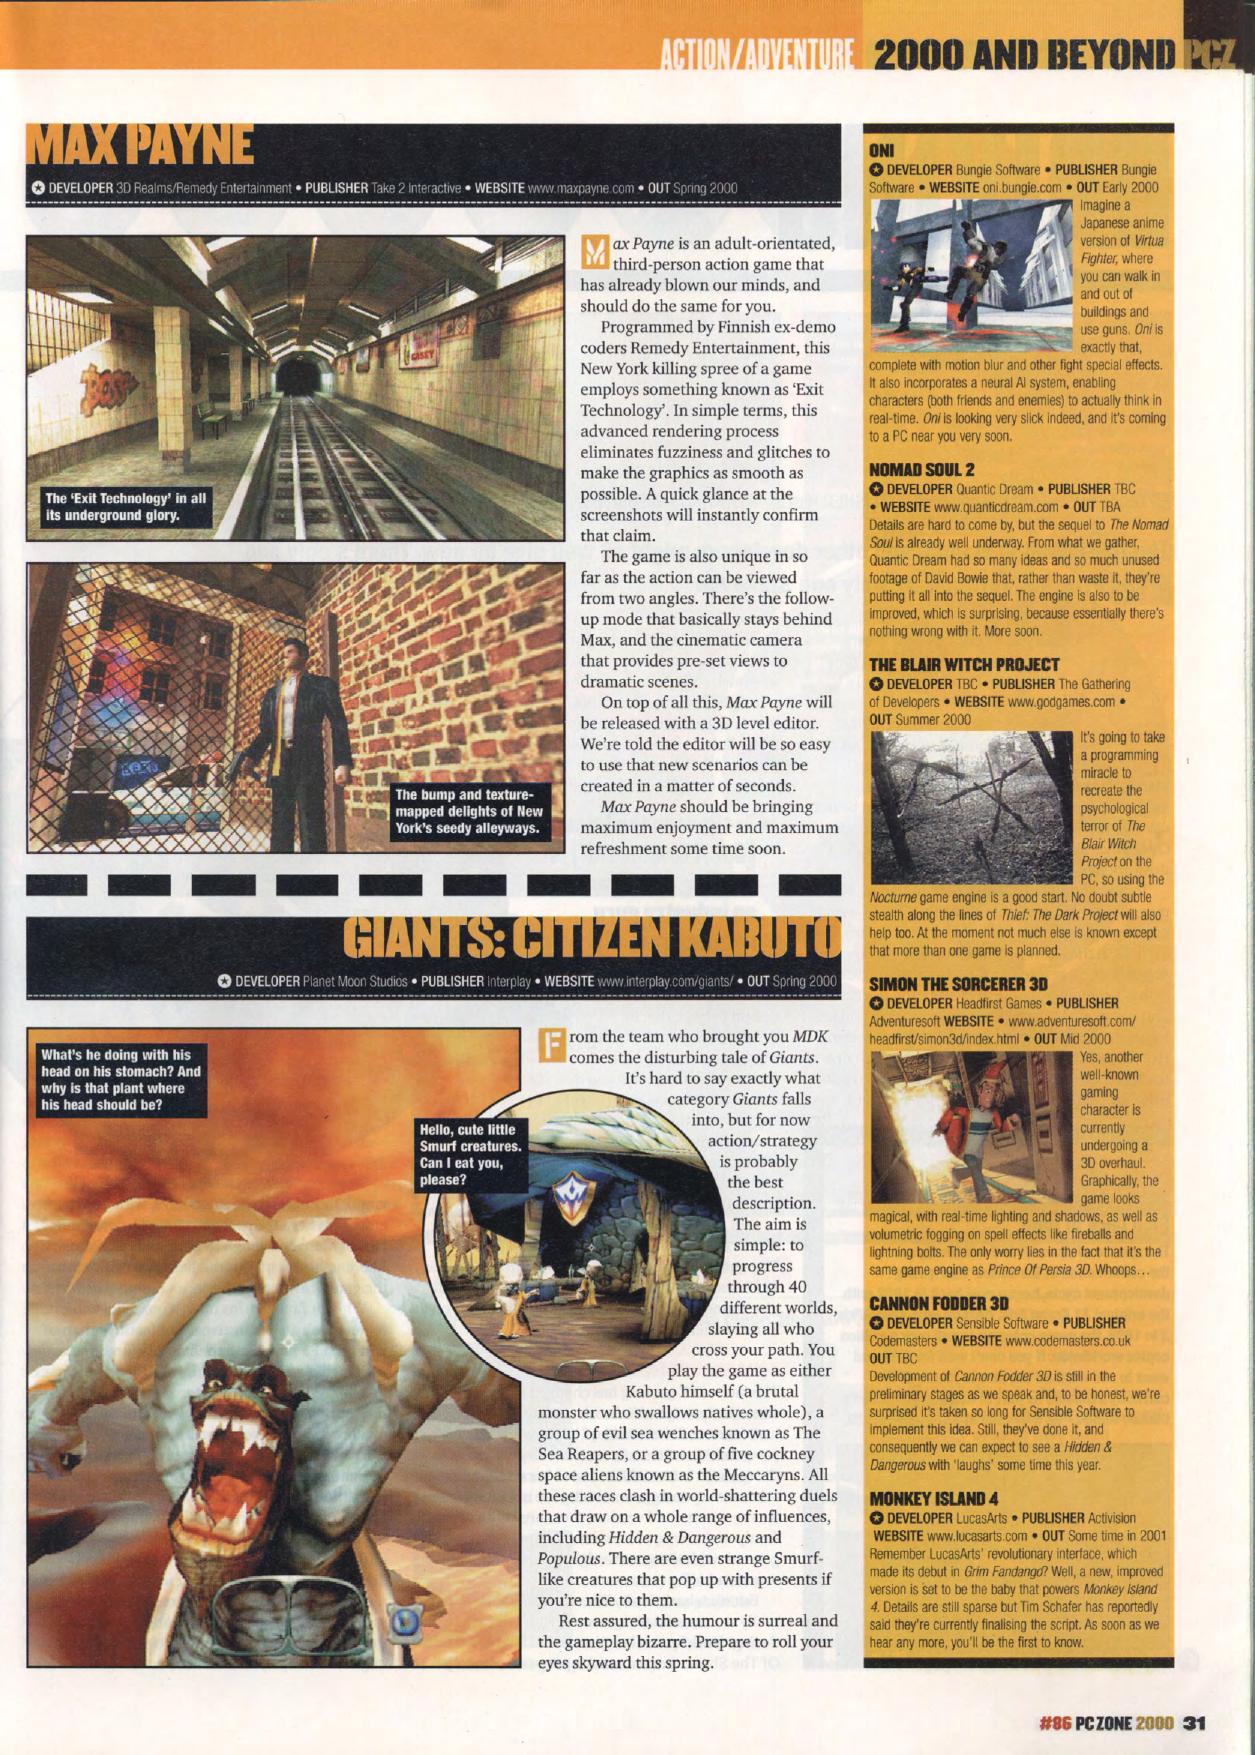 ACTION/ADVENTURE 2000 AND BEYOND PCZ
MAX PAYNE
DEVELOPER 3D Realms/Remedy Entertainment • PUBLISHER Take 2 Interactive • WEBSITE www.maxpayne.com • OUT Spring 2000
BOSS
CASEY
The ‘Exit Technology’ in all
its underground glory.
The bump and texture-
mapped delights of New
York's seedy alleyways.
Max Payne is an adult-orientated,
third-person action game that
has already blown our minds, and
should do the same for you.
Programmed by Finnish ex-demo
coders Remedy Entertainment, this
New York killing spree of a game
employs something known as ‘Exit
Technology’. In simple terms, this
advanced rendering process
eliminates fuzziness and glitches to
make the graphics as smooth as
possible. A quick glance at the
screenshots will instantly confirm
that claim.
The game is also unique in so
far as the action can be viewed
from two angles. There's the follow-
up mode that basically stays behind
Max, and the cinematic camera
that provides pre-set views to
dramatic scenes.
On top of all this, Max Payne will
be released with a 3D level editor.
We're told the editor will be so easy
to use that new scenarios can be
created in a matter of seconds.
Max Payne should be bringing
maximum enjoyment and maximum
refreshment some time soon.
GIANTS: CITIZEN KABUTO
DEVELOPER Planet Moon Studios • PUBLISHER Interplay • WEBSITE www.interplay.com/giants/ • OUT Spring 2000
What's he doing with his
head on his stomach? And
why is that plant where
his head should be?
Hello, cute little
Smurf creatures.
Can I eat you,
please?
From the team who brought you MDK
comes the disturbing tale of Giants.
It's hard to say exactly what
category Giants falls
into, but for now
action/strategy
is probably
the best
description.
The aim is
simple: to
progress
through 40
different worlds,
slaying all who
cross your path. You
play the game as either
Kabuto himself (a brutal
monster who swallows natives whole), a
group of evil sea wenches known as The
Sea Reapers, or a group of five cockney
space aliens known as the Meccaryns. All
these races clash in world-shattering duels
that draw on a whole range of influences,
including Hidden & Dangerous and
Populous. There are even strange Smurf-
like creatures that pop up with presents if
you're nice to them.
Rest assured, the humour is surreal and
the gameplay bizarre. Prepare to roll your
eyes skyward this spring.
ONI
DEVELOPER Bungie Software • PUBLISHER Bungie
Software • WEBSITE oni.bungie.com • OUT Early 2000
Imagine a
Japanese anime
version of Virtua
Fighter, where
you can walk in
and out of
buildings and
use guns. Oni is
exactly that,
complete with motion blur and other fight special effects.
It also incorporates a neural AI system, enabling
characters (both friends and enemies) to actually think in
real-time. Oni is looking very slick indeed, and it's coming
to a PC near you very soon.
NOMAD SOUL 2
DEVELOPER Quantic Dream • PUBLISHER TBC
• WEBSITE www.quanticdream.com • OUT TBA
Details are hard to come by, but the sequel to The Nomad
Soul is already well underway. From what we gather,
Quantic Dream had so many ideas and so much unused
footage of David Bowie that, rather than waste it, they're
putting it all into the sequel. The engine is also to be
improved, which is surprising, because essentially there's
nothing wrong with it. More soon.
THE BLAIR WITCH PROJECT
DEVELOPER TBC • PUBLISHER The Gathering
of Developers • WEBSITE www.godgames.com •
OUT Summer 2000
It's going to take
a programming
miracle to
recreate the
psychological
terror of The
Blair Witch
Project on the
PC, so using the
Nocturne game engine is a good start. No doubt subtle
stealth along the lines of Thief: The Dark Project will also
help too. At the moment not much else is known except
that more than one game is planned.
SIMON THE SORCERER 3D
DEVELOPER Headfirst Games • PUBLISHER
Adventuresoft WEBSITE • www.adventuresoft.com/
headfirst/simon3d/index.html • OUT Mid 2000
Yes, another
well-known
gaming
character is
currently
undergoing a
3D overhaul.
Graphically, the
game looks
magical, with real-time lighting and shadows, as well as
volumetric fogging on spell effects like fireballs and
lightning bolts. The only worry lies in the fact that it's the
same game engine as Prince Of Persia 3D. Whoops…
CANNON FODDER 3D
DEVELOPER Sensible Software • PUBLISHER
Codemasters • WEBSITE www.codemasters.co.uk
OUT TBC
Development of Cannon Fodder 3D is still in the
preliminary stages as we speak and, to be honest, we're
surprised it's taken so long for Sensible Software to
implement this idea. Still, they've done it, and
consequently we can expect to see a Hidden &
Dangerous with ‘laughs’ some time this year.
MONKEY ISLAND 4
DEVELOPER LucasArts • PUBLISHER Activision
WEBSITE www.lucasarts.com • OUT Some time in 2001
Remember LucasArts' revolutionary interface, which
made its debut in Grim Fandango? Well, a new, improved
version is set to be the baby that powers Monkey Island
4. Details are still sparse but Tim Schafer has reportedly
said they're currently finalising the script. As soon as we
hear any more, you'll be the first to know.
#86 PC ZONE 2000 31